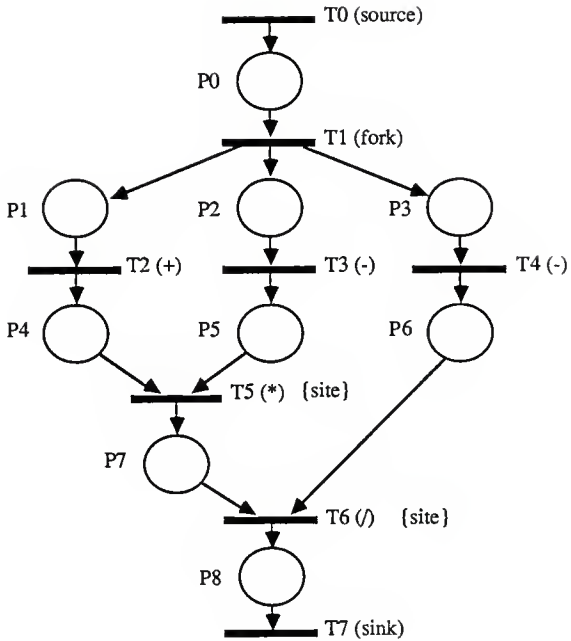 T0 (source)
P0
T1 (fork)
P1
P2
P3
T2 (+)
T3 (-)
T4 (-)
P4
P5
P6
T5 (*) {site}
P7
T6 (/) {site}
P8
T7 (sink)